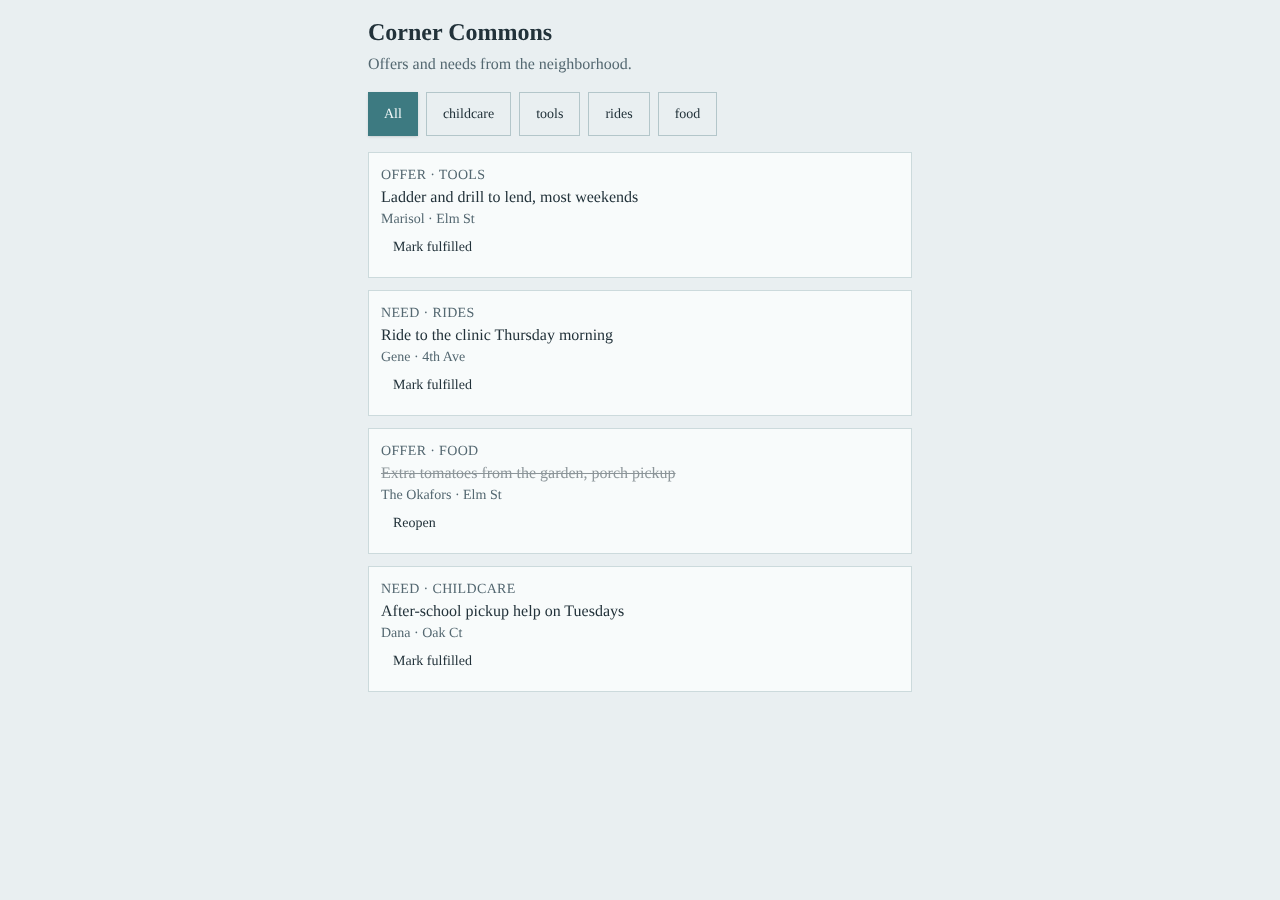 Corner Commons
Offers and needs from the neighborhood.
All childcare tools rides food
OFFER · TOOLS
Ladder and drill to lend, most weekends
Marisol · Elm St
Mark fulfilled
NEED · RIDES
Ride to the clinic Thursday morning
Gene · 4th Ave
Mark fulfilled
OFFER · FOOD
Extra tomatoes from the garden, porch pickup
The Okafors · Elm St
Reopen
NEED · CHILDCARE
After-school pickup help on Tuesdays
Dana · Oak Ct
Mark fulfilled